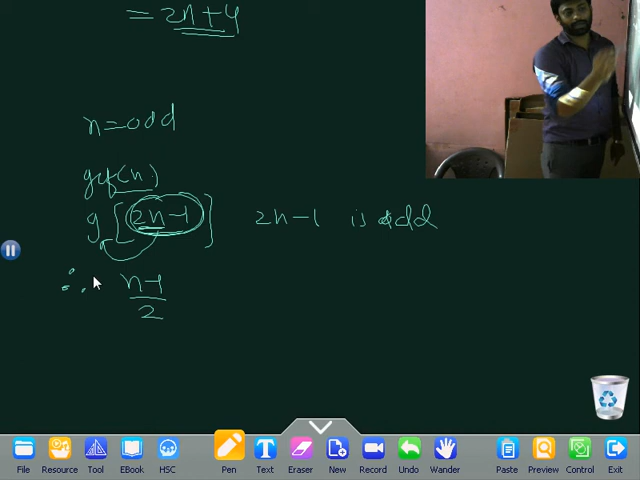 = 2n+4
n=odd
gof(n)
g[2n-1] 2n-1 is odd
∴ n-1
2
File Resource Tool EBook HSC Pen Text Eraser New Record Undo Wander Paste Preview Control Exit